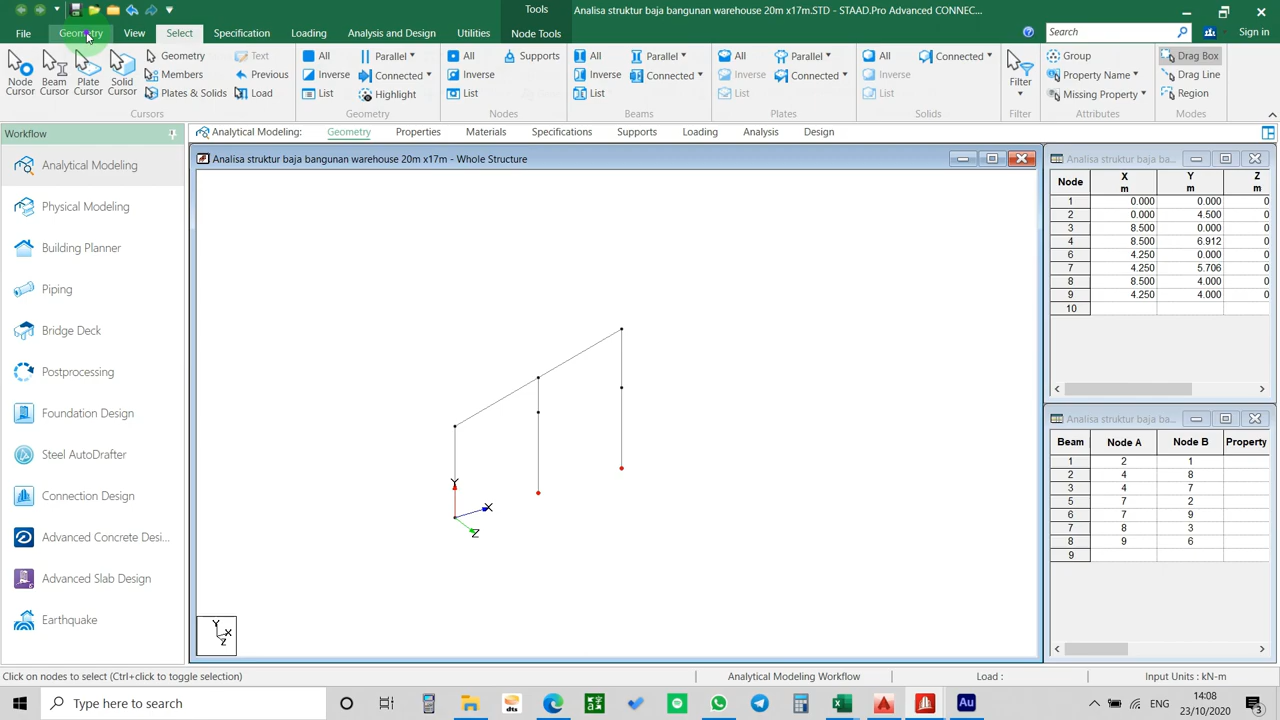 Tools
Analisa struktur baja bangunan warehouse 20m x17m.STD - STAAD.Pro Advanced CONNEC...
File Geometry View Select Specification Loading Analysis and Design Utilities Node Tools Search Sign in
Node Cursor
Beam Cursor
Plate Cursor
Solid Cursor
Geometry Text
Members Previous
Plates & Solids Load
Cursors
All Parallel
Inverse Connected
List Highlight
Geometry
All Supports
Inverse
List
Nodes
All Parallel
Inverse Connected
List
Beams
All Parallel
Inverse Connected
List
Plates
All Connected
Inverse
List
Solids
Filter
Filter
Group
Property Name
Missing Property
Attributes
Drag Box
Drag Line
Region
Modes
Workflow
Analytical Modeling
Physical Modeling
Building Planner
Piping
Bridge Deck
Postprocessing
Foundation Design
Steel AutoDrafter
Connection Design
Advanced Concrete Desi...
Advanced Slab Design
Earthquake
Analytical Modeling: Geometry Properties Materials Specifications Supports Loading Analysis Design
Analisa struktur baja bangunan warehouse 20m x17m - Whole Structure
Y
X
Z
Y
X
Z
Analisa struktur baja ba...
Node X m Y m Z m
1 0.000 0.000 0
2 0.000 4.500 0
3 8.500 0.000 0
4 8.500 6.912 0
6 4.250 0.000 0
7 4.250 5.706 0
8 8.500 4.000 0
9 4.250 4.000 0
10
Analisa struktur baja ba...
Beam Node A Node B Property
1 2 1
2 4 8
3 4 7
5 7 2
6 7 9
7 8 3
8 9 6
9
Click on nodes to select (Ctrl+click to toggle selection) Analytical Modeling Workflow Load : Input Units : kN-m
Type here to search
dts
Au
ENG
14:08
23/10/2020
3